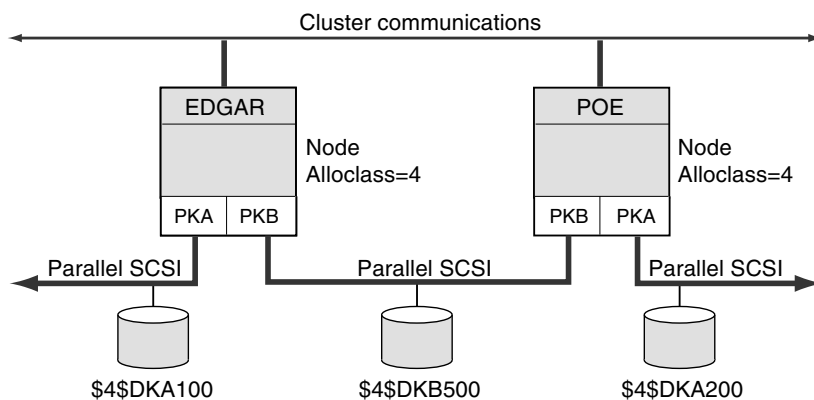 Cluster communications
EDGAR
POE
Node
Alloclass=4
Node
Alloclass=4
PKA
PKB
PKB
PKA
Parallel SCSI
Parallel SCSI
Parallel SCSI
$4$DKA100
$4$DKB500
$4$DKA200